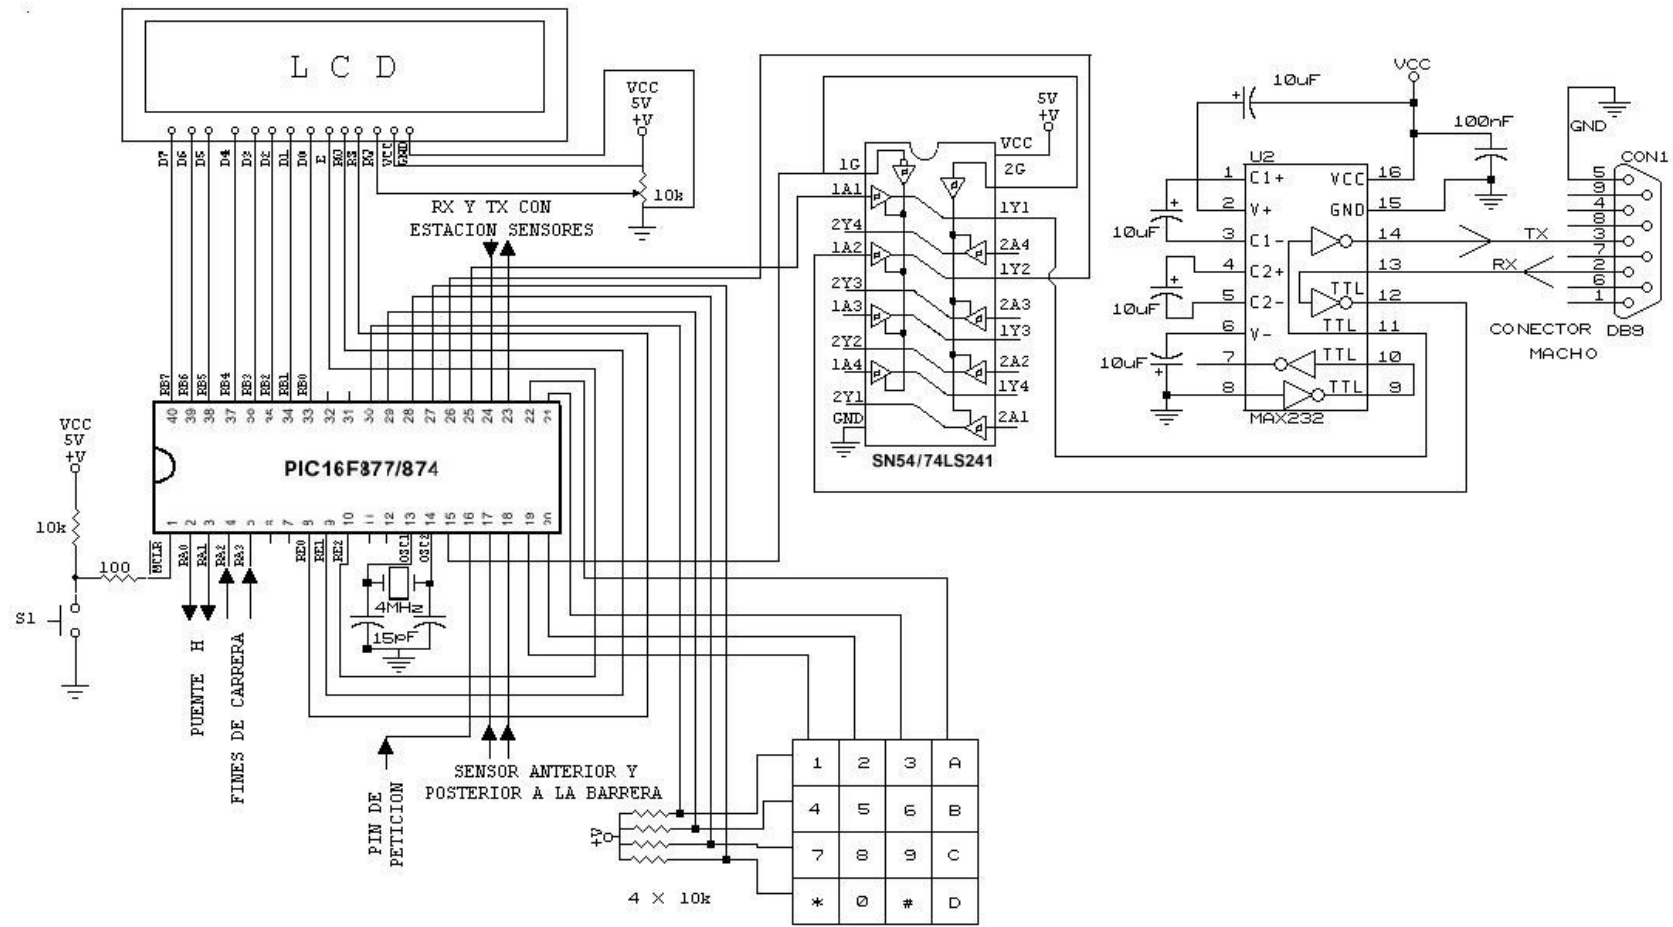 L C D
D7 D6 D5 D4 D3 D2 D1 D0 E RS VCC GND
VCC
5V
+V
10k
RX Y TX CON
ESTACION SENSORES
RB7 RB6 RB5 RB4 RB3 RB2 RB1 RB0
40 39 38 37 36 35 34 33 32 31 30 29 28 27 26 25 24 23 22 21
PIC16F877/874
1 2 3 4 5 6 7 8 9 10 11 12 13 14 15 16 17 18 19 20
MCLR RA0 RA1 RA2 RA3 RE0 RE1 RE2 OSC1 OSC2
VCC
5V
+V
10k
100
S1
PUENTE H
FINES DE CARRERA
4MHz
15pF
PIN DE
PETICION
SENSOR ANTERIOR Y
POSTERIOR A LA BARRERA
+V
4 X 10k
1 2 3 A
4 5 6 B
7 8 9 C
* 0 # D
5V
+V
VCC
1G 2G
1A1 1Y1
2Y4 2A4
1A2 1Y2
2Y3 2A3
1A3 1Y3
2Y2 2A2
1A4 1Y4
2Y1 2A1
GND
SN54/74LS241
VCC
10uF
100nF
GND
U2
1 C1+ VCC 16
2 V+ GND 15
3 C1- 14
4 C2+ 13
5 C2- TTL 12
6 V- TTL 11
7 TTL 10
8 TTL 9
MAX232
10uF
10uF
10uF
TX
RX
CON1
5
9
4
8
3
7
2
6
1
CONECTOR DB9
MACHO